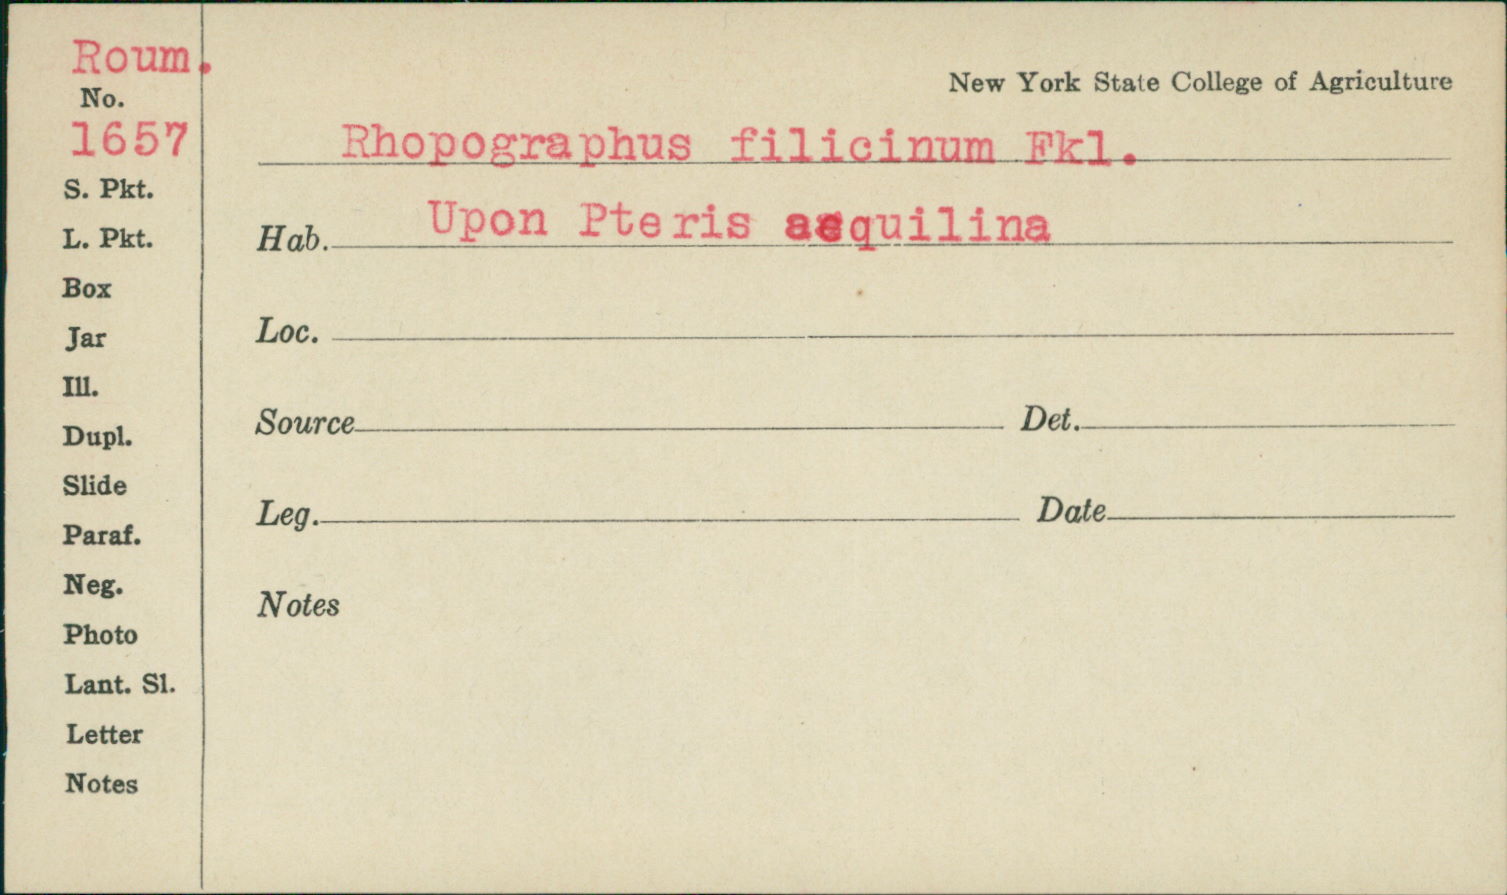 Roum.
No.
1657
S. Pkt.
L. Pkt.
Box
Jar
Ill.
Dupl.
Slide
Paraf.
Neg.
Photo
Lant. Sl.
Letter
Notes
New York State College of Agriculture
Rhopographus filicinum Fkl.
Hab. Upon Pteris aequilina
Loc.
Source Det.
Leg. Date
Notes